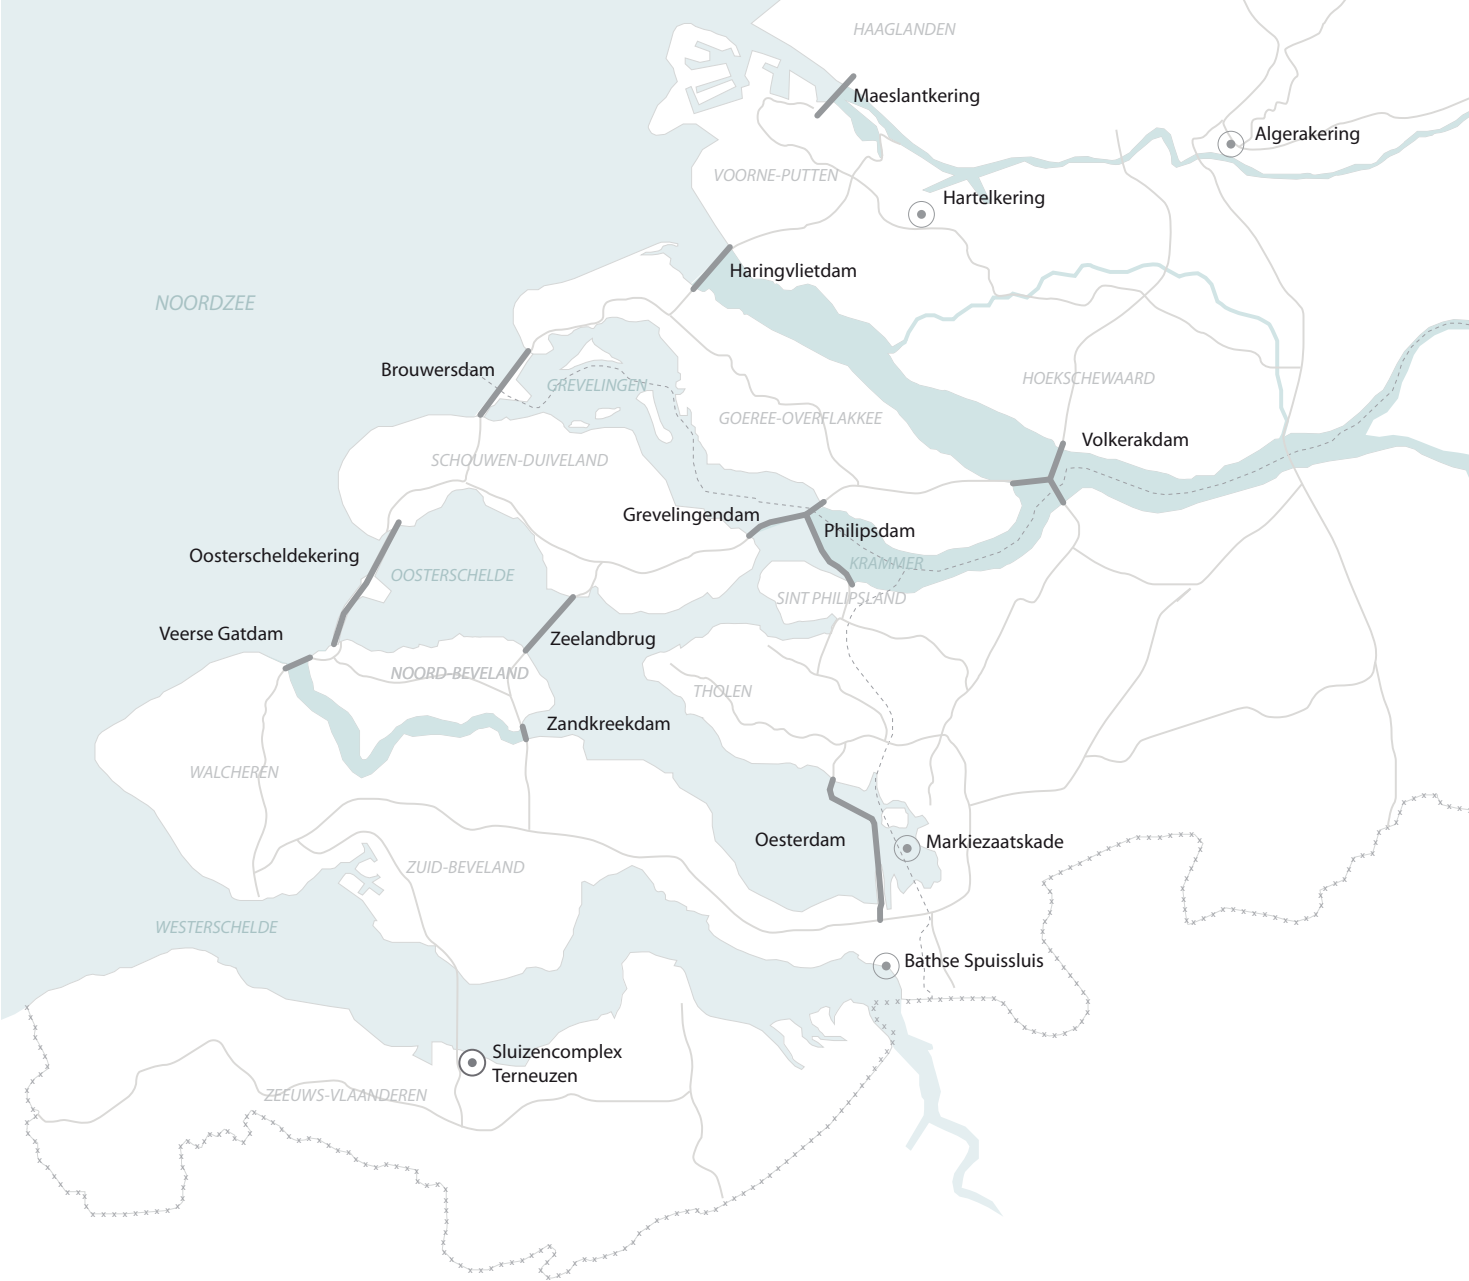 HAAGLANDEN
Maeslantkering
Algerakering
VOORNE-PUTTEN
Hartelkering
Haringvlietdam
NOORDZEE
Brouwersdam
GREVELINGEN
HOEKSCHEWAARD
GOEREE-OVERFLAKKEE
Volkerakdam
SCHOUWEN-DUIVELAND
Grevelingendam
Philipsdam
Oosterscheldekering
OOSTERSCHELDE
KRAMMER
SINT PHILIPSLAND
Veerse Gatdam
Zeelandbrug
NOORD-BEVELAND
THOLEN
Zandkreekdam
WALCHEREN
Oesterdam
Markiezaatskade
ZUID-BEVELAND
WESTERSCHELDE
Bathse Spuissluis
Sluizencomplex
Terneuzen
ZEEUWS-VLAANDEREN